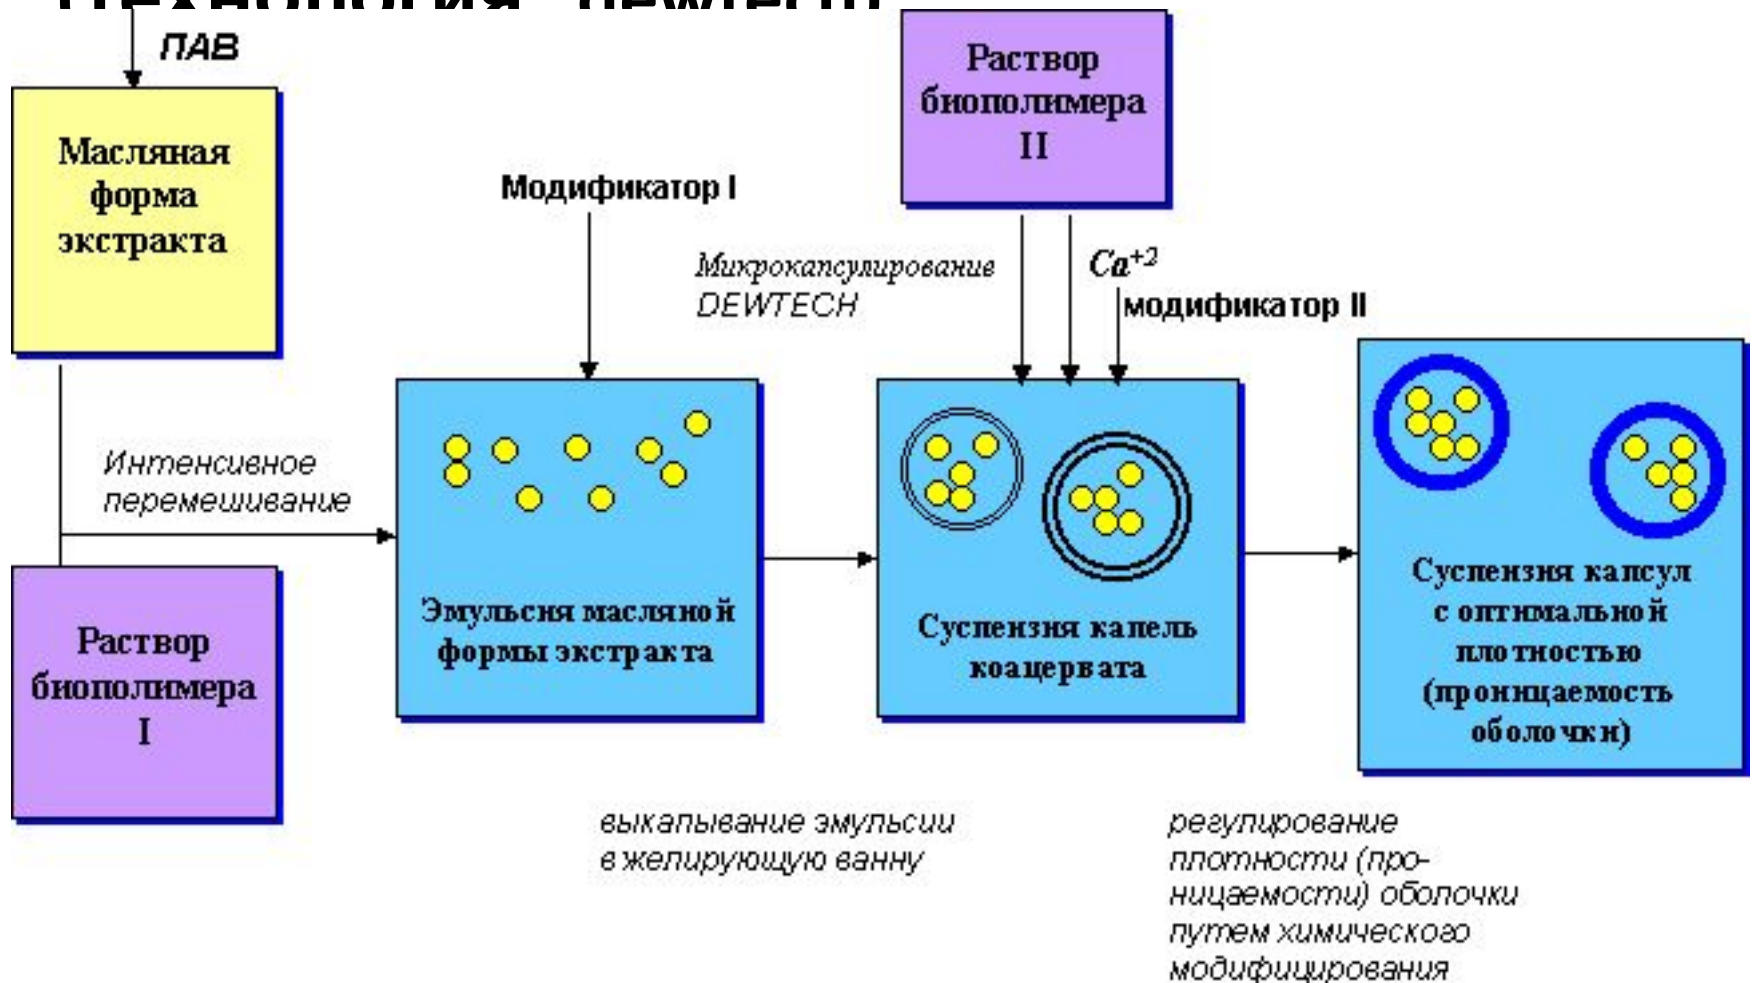 (технология "dewtech)
ПАВ
Масляная
форма
экстракта
Раствор
биополимера
II
Модификатор I
Микрокапсулирование
DEWTECH
Ca+2
модификатор II
Интенсивное
перемешивание
Раствор
биополимера
I
Эмульсия масляной
формы экстракта
Суспензия капель
коацервата
Суспензия капсул
с оптимальной
плотностью
(проницаемость
оболочки)
выкапывание эмульсии
в желирующую ванну
регулирование
плотности (про-
ницаемости) оболочки
путем химического
модифицирования